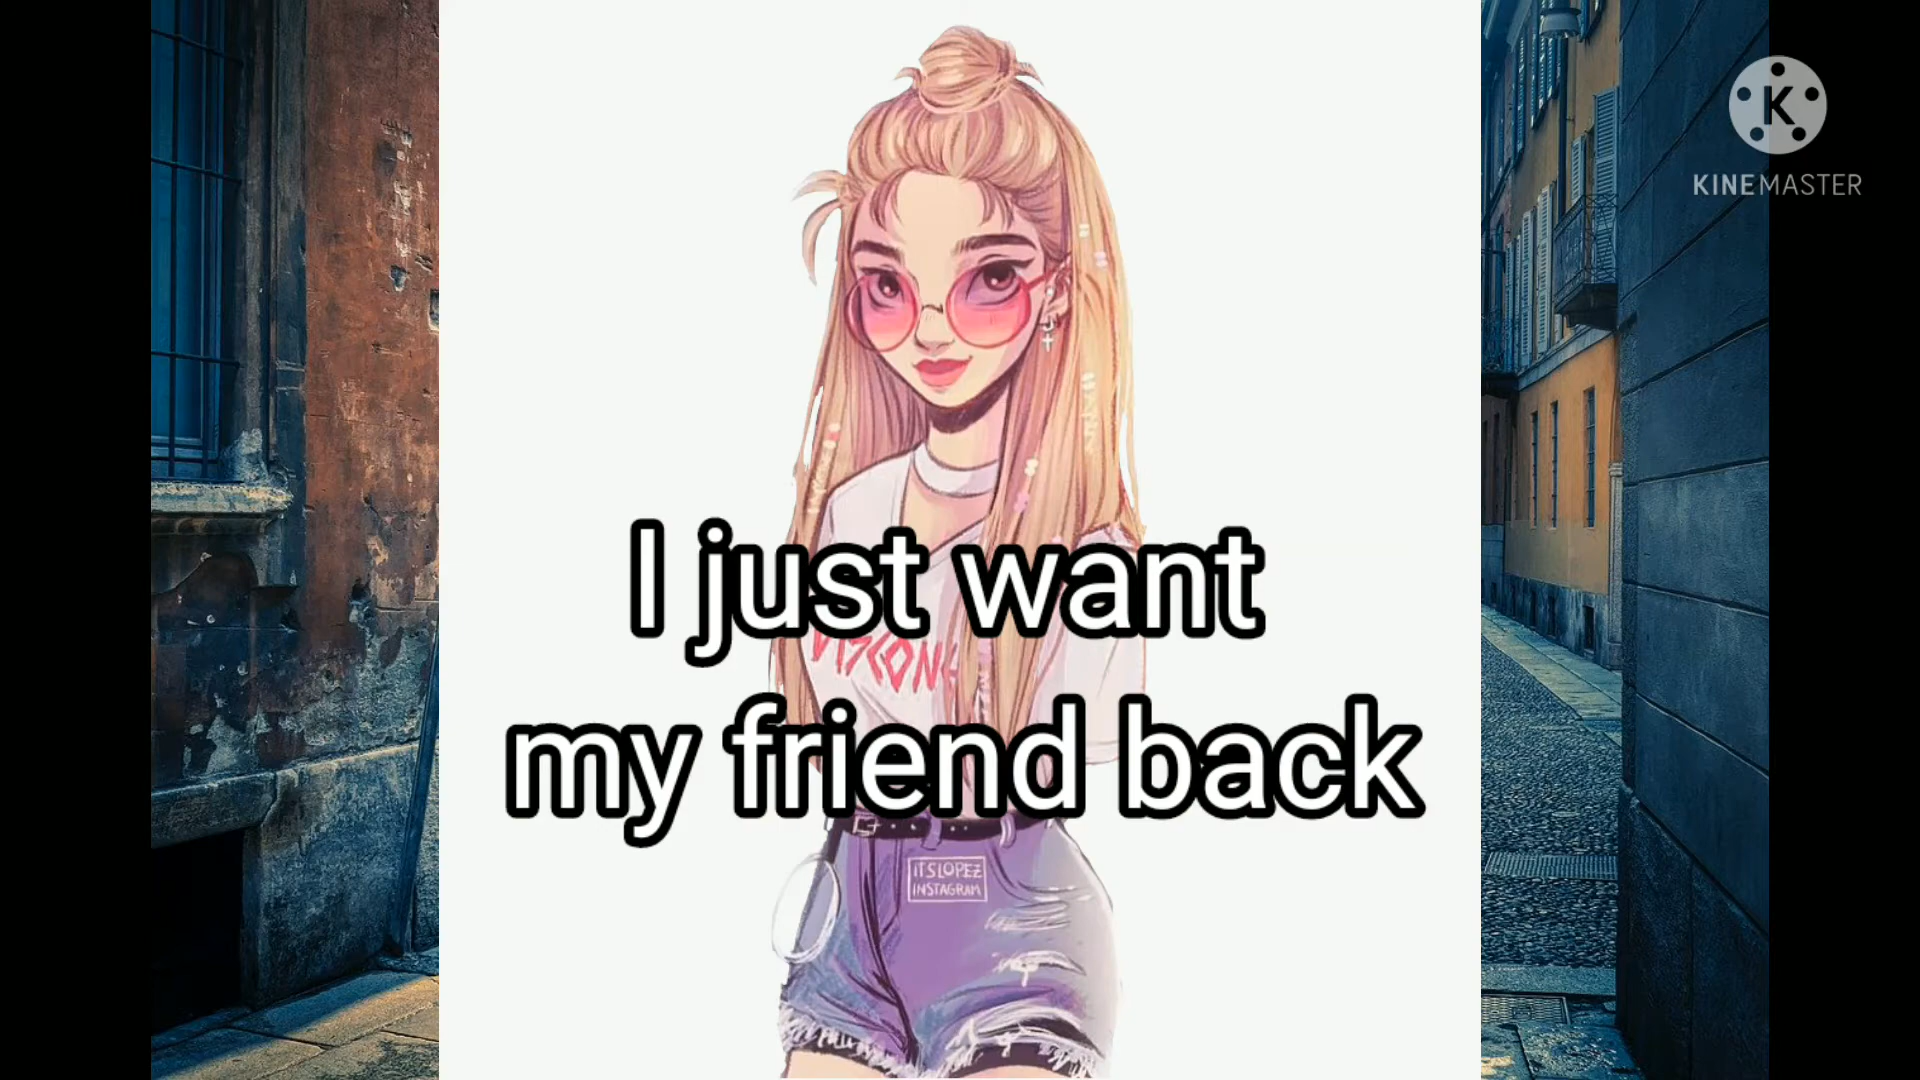 K
KINEMASTER
I just want
my friend back
ITSLOPEZ
INSTAGRAM